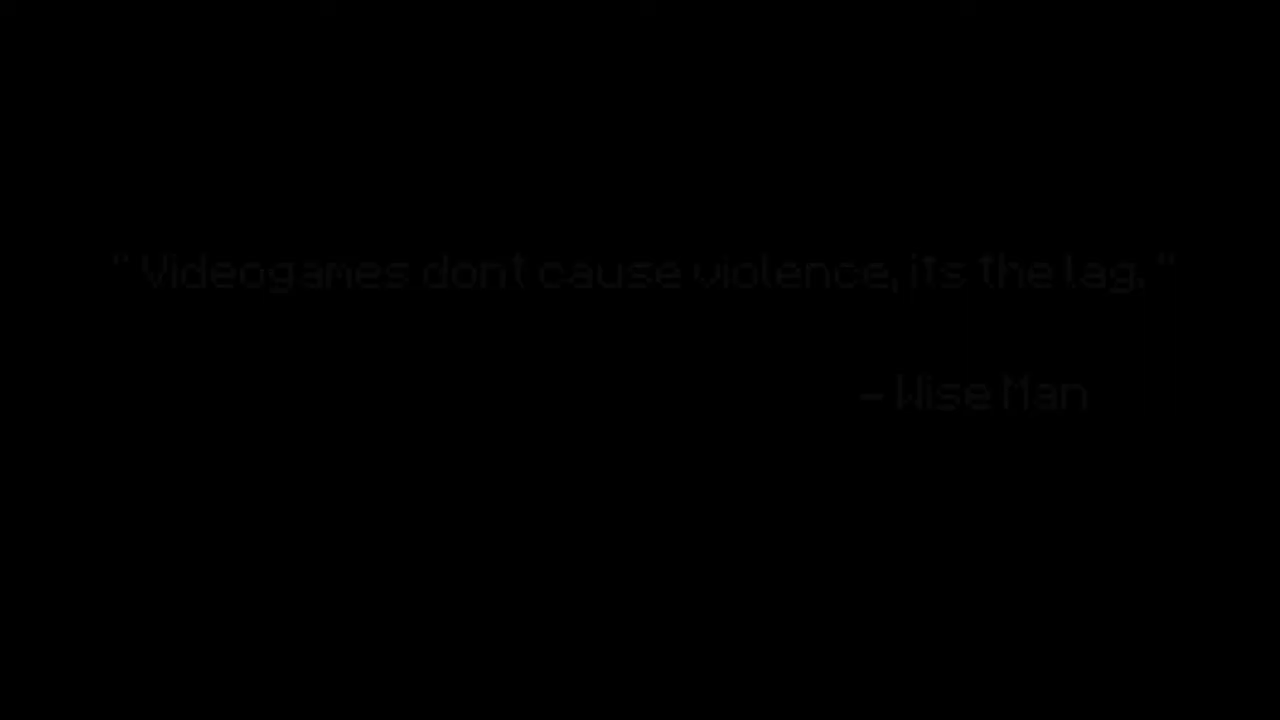 " Videogames dont cause violence, its the lag. "
- Wise Man